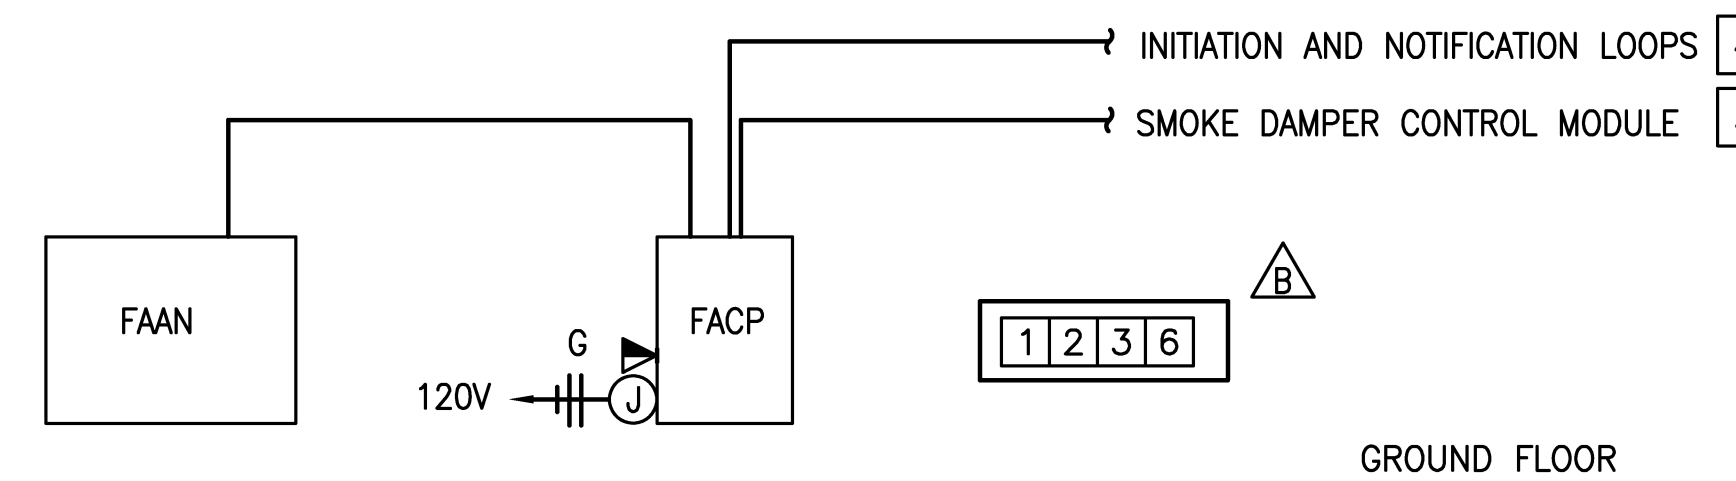 INITIATION AND NOTIFICATION LOOPS
SMOKE DAMPER CONTROL MODULE
B
FAAN
FACP
G
1 2 3 6
120V
J
GROUND FLOOR